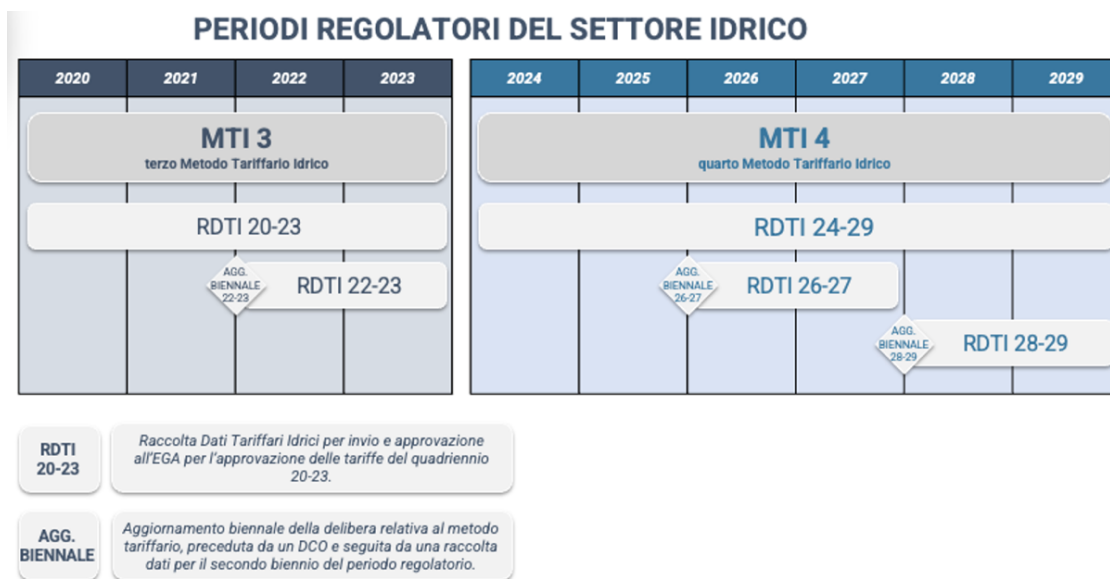 PERIODI REGOLATORI DEL SETTORE IDRICO
2020 2021 2022 2023 2024 2025 2026 2027 2028 2029
MTI 3
terzo Metodo Tariffario Idrico
MTI 4
quarto Metodo Tariffario Idrico
RDTI 20-23
RDTI 24-29
AGG.
BIENNALE
22-23
RDTI 22-23
AGG.
BIENNALE
26-27
RDTI 26-27
AGG.
BIENNALE
28-29
RDTI 28-29
RDTI
20-23
Raccolta Dati Tariffari Idrici per invio e approvazione
all'EGA per l'approvazione delle tariffe del quadriennio
20-23.
AGG.
BIENNALE
Aggiornamento biennale della delibera relativa al metodo
tariffario, preceduta da un DCO e seguita da una raccolta
dati per il secondo biennio del periodo regolatorio.